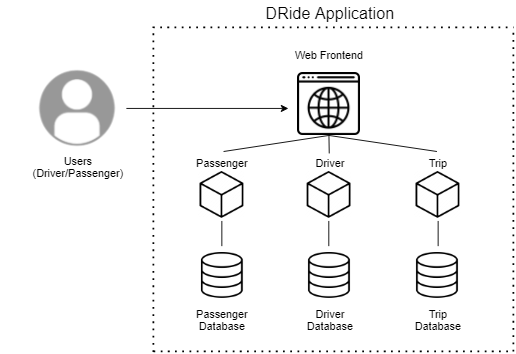 DRide Application
Web Frontend
Users
(Driver/Passenger)
Passenger
Driver
Trip
Passenger
Database
Driver
Database
Trip
Database